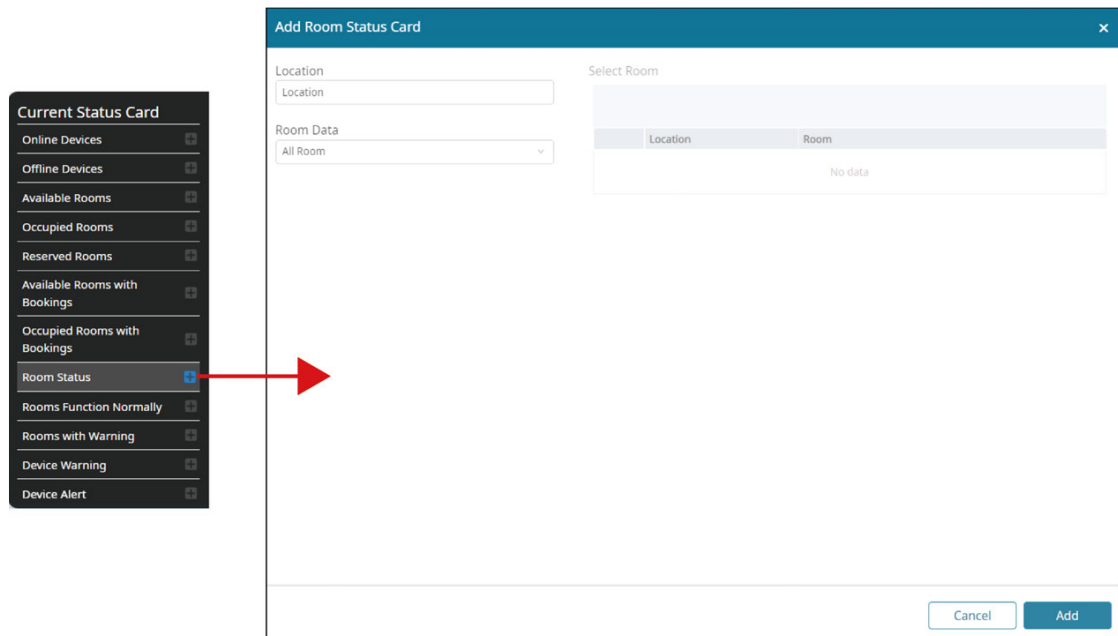 Current Status Card
Online Devices
Offline Devices
Available Rooms
Occupied Rooms
Reserved Rooms
Available Rooms with
Bookings
Occupied Rooms with
Bookings
Room Status
Rooms Function Normally
Rooms with Warning
Device Warning
Device Alert
Add Room Status Card
Location
Location
Room Data
All Room
Select Room
Location Room
No data
Cancel Add